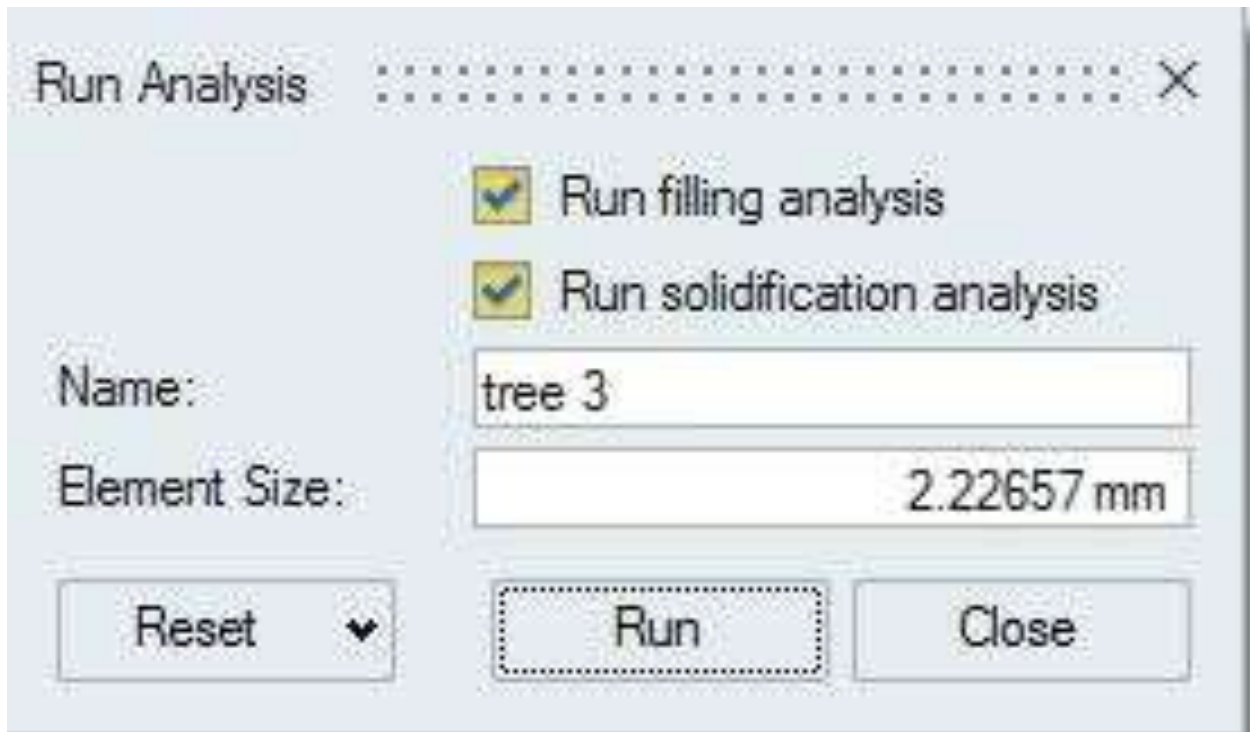 Run Analysis
Run filling analysis
Run solidification analysis
Name: tree 3
Element Size: 2.22657 mm
Reset Run Close